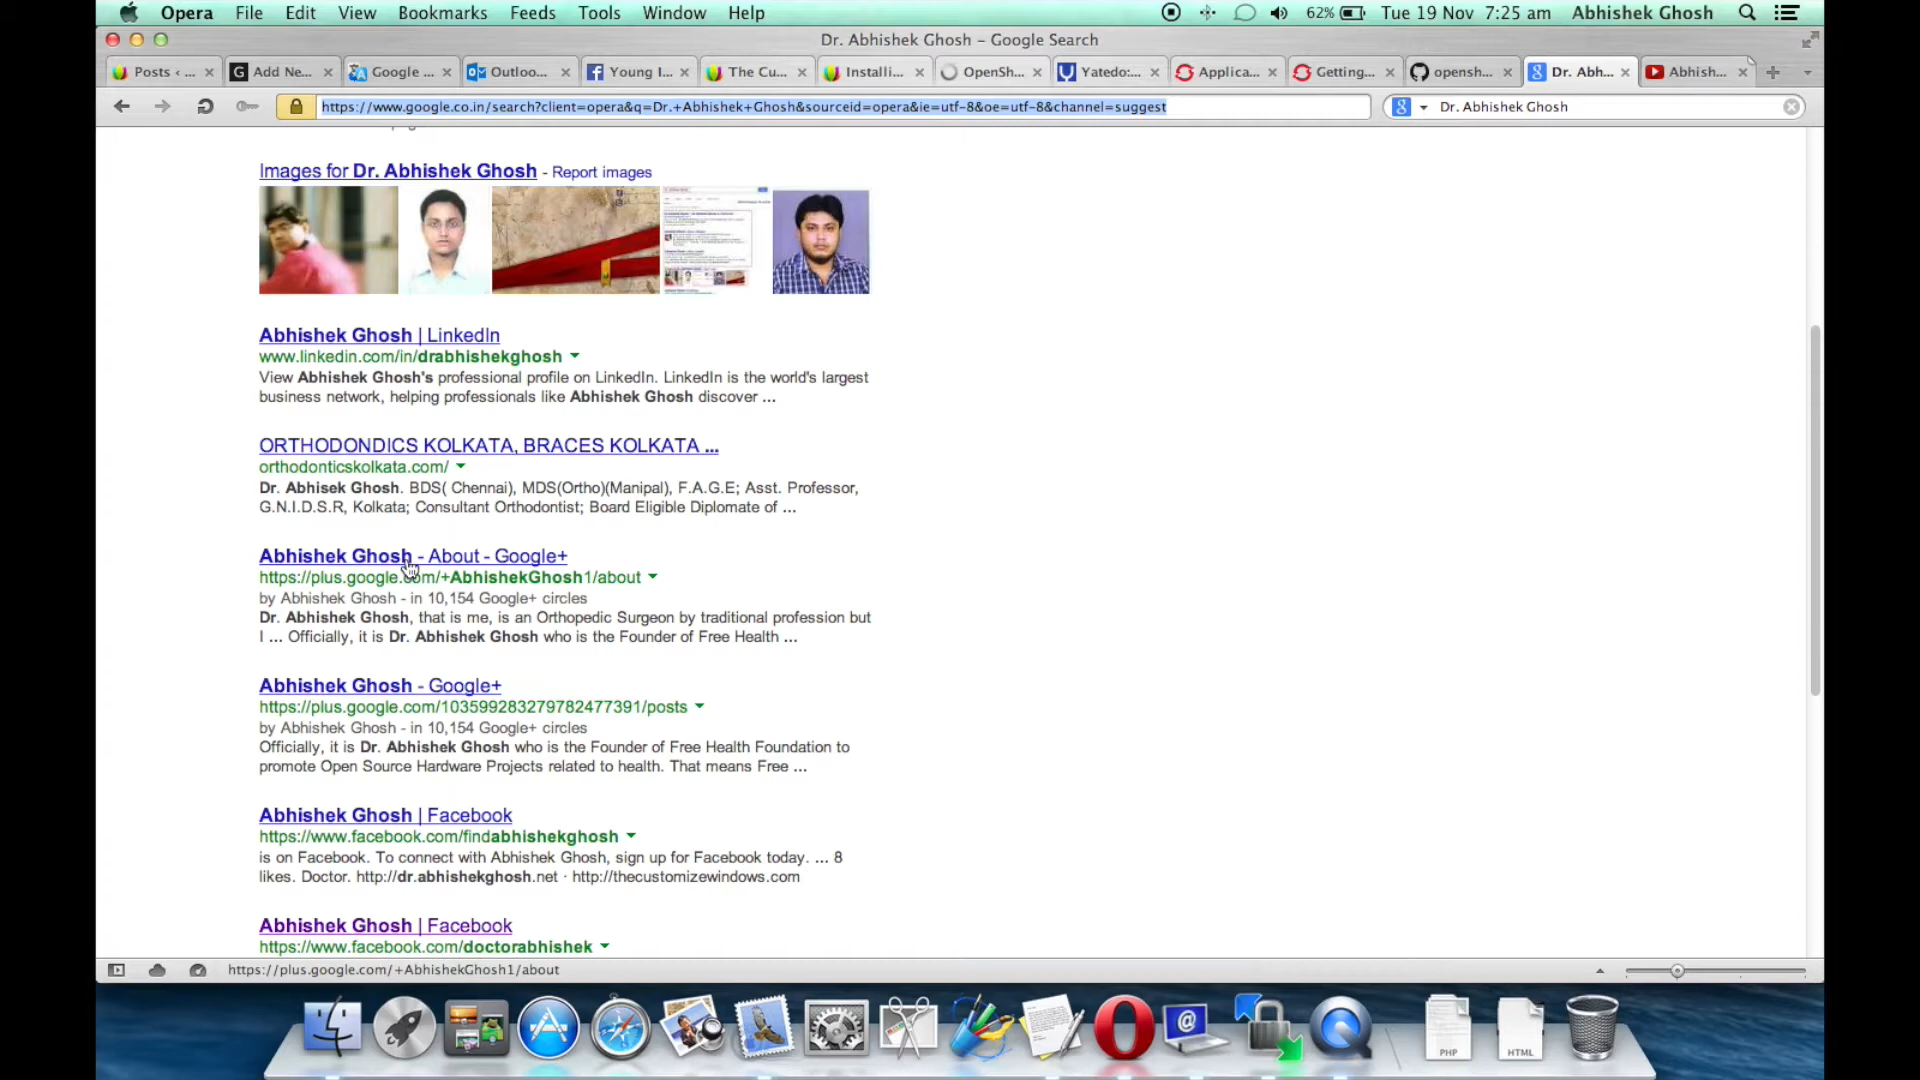 Opera File Edit View Bookmarks Feeds Tools Window Help 62% Tue 19 Nov 7:25 am Abhishek Ghosh
Dr. Abhishek Ghosh – Google Search
Posts ‹ ... Add Ne... Google ... Outloo... Young I... The Cu... Installi... OpenSh... Yatedo:... Applica... Getting... opensh... Dr. Abh... Abhish...
https://www.google.co.in/search?client=opera&q=Dr.+Abhishek+Ghosh&sourceid=opera&ie=utf-8&oe=utf-8&channel=suggest Dr. Abhishek Ghosh
Images for Dr. Abhishek Ghosh - Report images
Abhishek Ghosh | LinkedIn
www.linkedin.com/in/drabhishekghosh
View Abhishek Ghosh's professional profile on LinkedIn. LinkedIn is the world's largest
business network, helping professionals like Abhishek Ghosh discover ...
ORTHODONDICS KOLKATA, BRACES KOLKATA ...
orthodonticskolkata.com/
Dr. Abhisek Ghosh. BDS( Chennai), MDS(Ortho)(Manipal), F.A.G.E; Asst. Professor,
G.N.I.D.S.R, Kolkata; Consultant Orthodontist; Board Eligible Diplomate of ...
Abhishek Ghosh - About - Google+
https://plus.google.com/+AbhishekGhosh1/about
by Abhishek Ghosh - in 10,154 Google+ circles
Dr. Abhishek Ghosh, that is me, is an Orthopedic Surgeon by traditional profession but
I ... Officially, it is Dr. Abhishek Ghosh who is the Founder of Free Health ...
Abhishek Ghosh - Google+
https://plus.google.com/103599283279782477391/posts
by Abhishek Ghosh - in 10,154 Google+ circles
Officially, it is Dr. Abhishek Ghosh who is the Founder of Free Health Foundation to
promote Open Source Hardware Projects related to health. That means Free ...
Abhishek Ghosh | Facebook
https://www.facebook.com/findabhishekghosh
is on Facebook. To connect with Abhishek Ghosh, sign up for Facebook today. ... 8
likes. Doctor. http://dr.abhishekghosh.net · http://thecustomizewindows.com
Abhishek Ghosh | Facebook
https://www.facebook.com/doctorabhishek
https://plus.google.com/+AbhishekGhosh1/about
PHP HTML